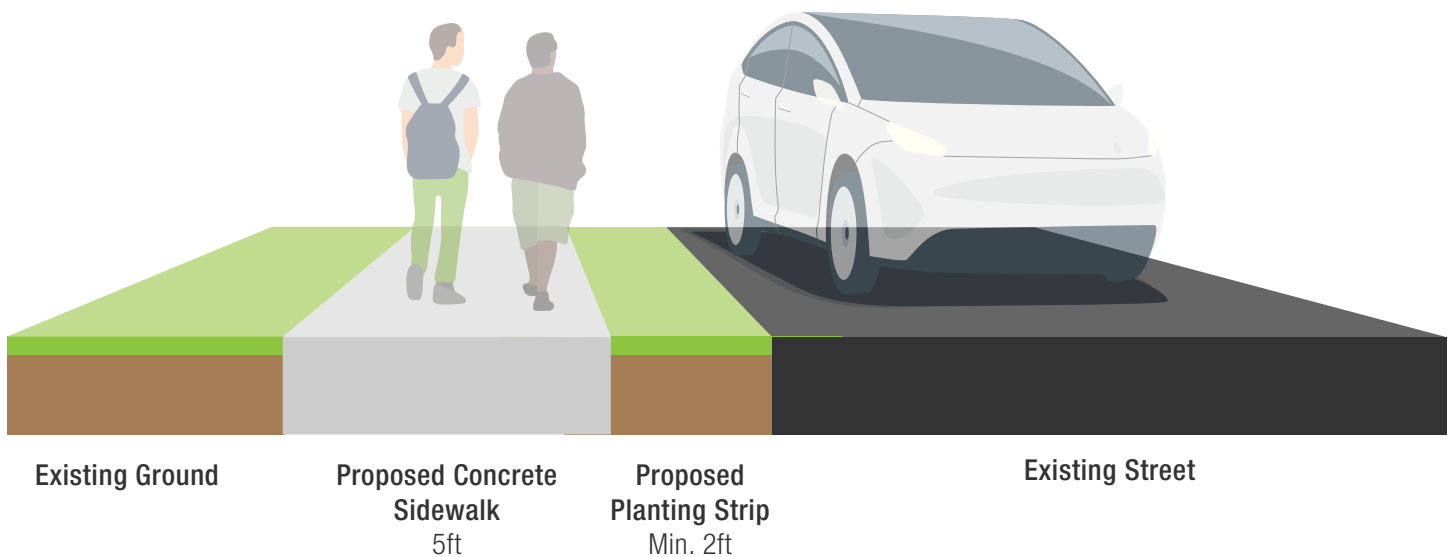 Existing Ground
Proposed Concrete
Sidewalk
5ft
Proposed
Planting Strip
Min. 2ft
Existing Street